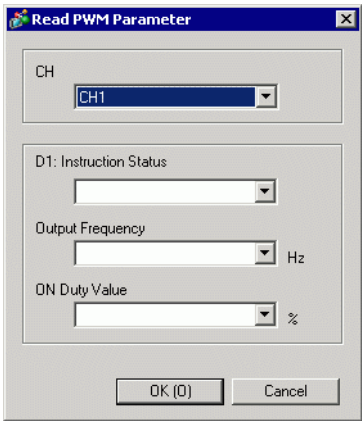 Read PWM Parameter
CH
CH1
D1: Instruction Status
Output Frequency
Hz
ON Duty Value
%
OK (O)
Cancel